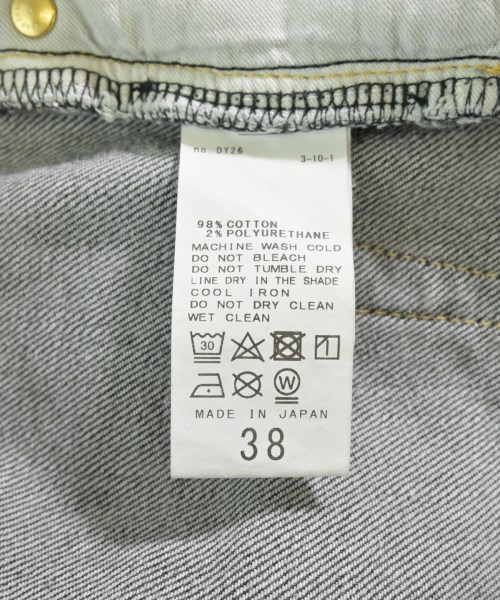 no. DY26
3-10-1
98% COTTON
2% POLYURETHANE
MACHINE WASH COLD
DO NOT BLEACH
DO NOT TUMBLE DRY
LINE DRY IN THE SHADE
COOL IRON
DO NOT DRY CLEAN
WET CLEAN
30
W
MADE IN JAPAN
38